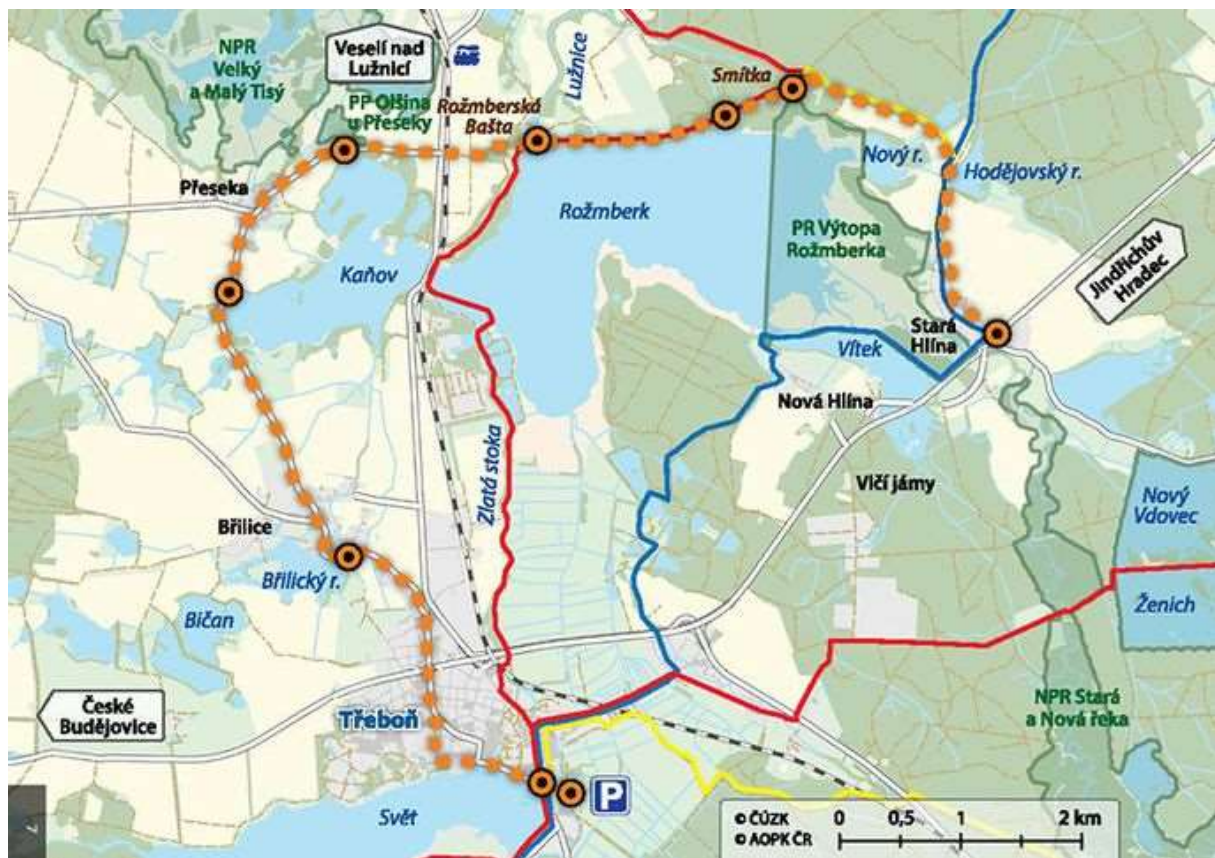 NPR
Velký
a Malý Tisý
Veselí nad
Lužnicí
PP Olšina
u Přeseky
Rožmberská
Bašta
Lužnice
Smítka
Přeseka
Nový r.
Hodějovský r.
Rožmberk
PR Výtopa
Rožmberka
Kaňov
Jindřichův
Hradec
Stará
Hlína
Vítek
Nová Hlína
Zlatá stoka
Vlčí jámy
Nový
Vdovec
Břilice
Břilický r.
Bičan
Ženich
České
Budějovice
Třeboň
NPR Stará
a Nová řeka
P
Svět
© ČÚZK
© AOPK ČR
0 0,5 1 2 km
7